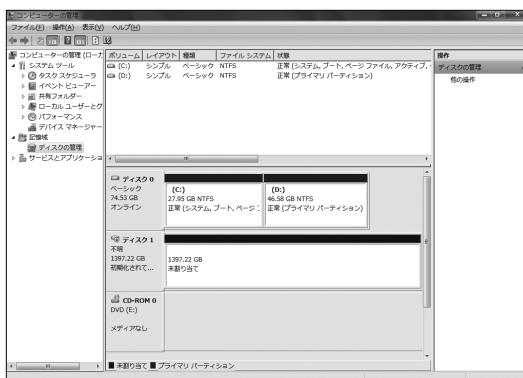 コンピューターの管理
ファイル(F) 操作(A) 表示(V) ヘルプ(H)
コンピューターの管理 (ローカ
システム ツール
タスク スケジューラ
イベント ビューアー
共有フォルダー
ローカル ユーザーとグ
パフォーマンス
デバイス マネージャー
記憶域
ディスクの管理
サービスとアプリケーショ
ボリューム レイアウト 種類 ファイル システム 状態
(C:) シンプル ベーシック NTFS 正常 (システム, ブート, ページ ファイル, アクティブ,
(D:) シンプル ベーシック NTFS 正常 (プライマリ パーティション)
ディスク 0
ベーシック
74.53 GB
オンライン
(C:)
27.95 GB NTFS
正常 (システム, ブート, ページ
(D:)
46.58 GB NTFS
正常 (プライマリ パーティション)
ディスク 1
不明
1397.22 GB
初期化されて...
1397.22 GB
未割り当て
CD-ROM 0
DVD (E:)
メディアなし
未割り当て プライマリ パーティション
操作
ディスクの管理
他の操作